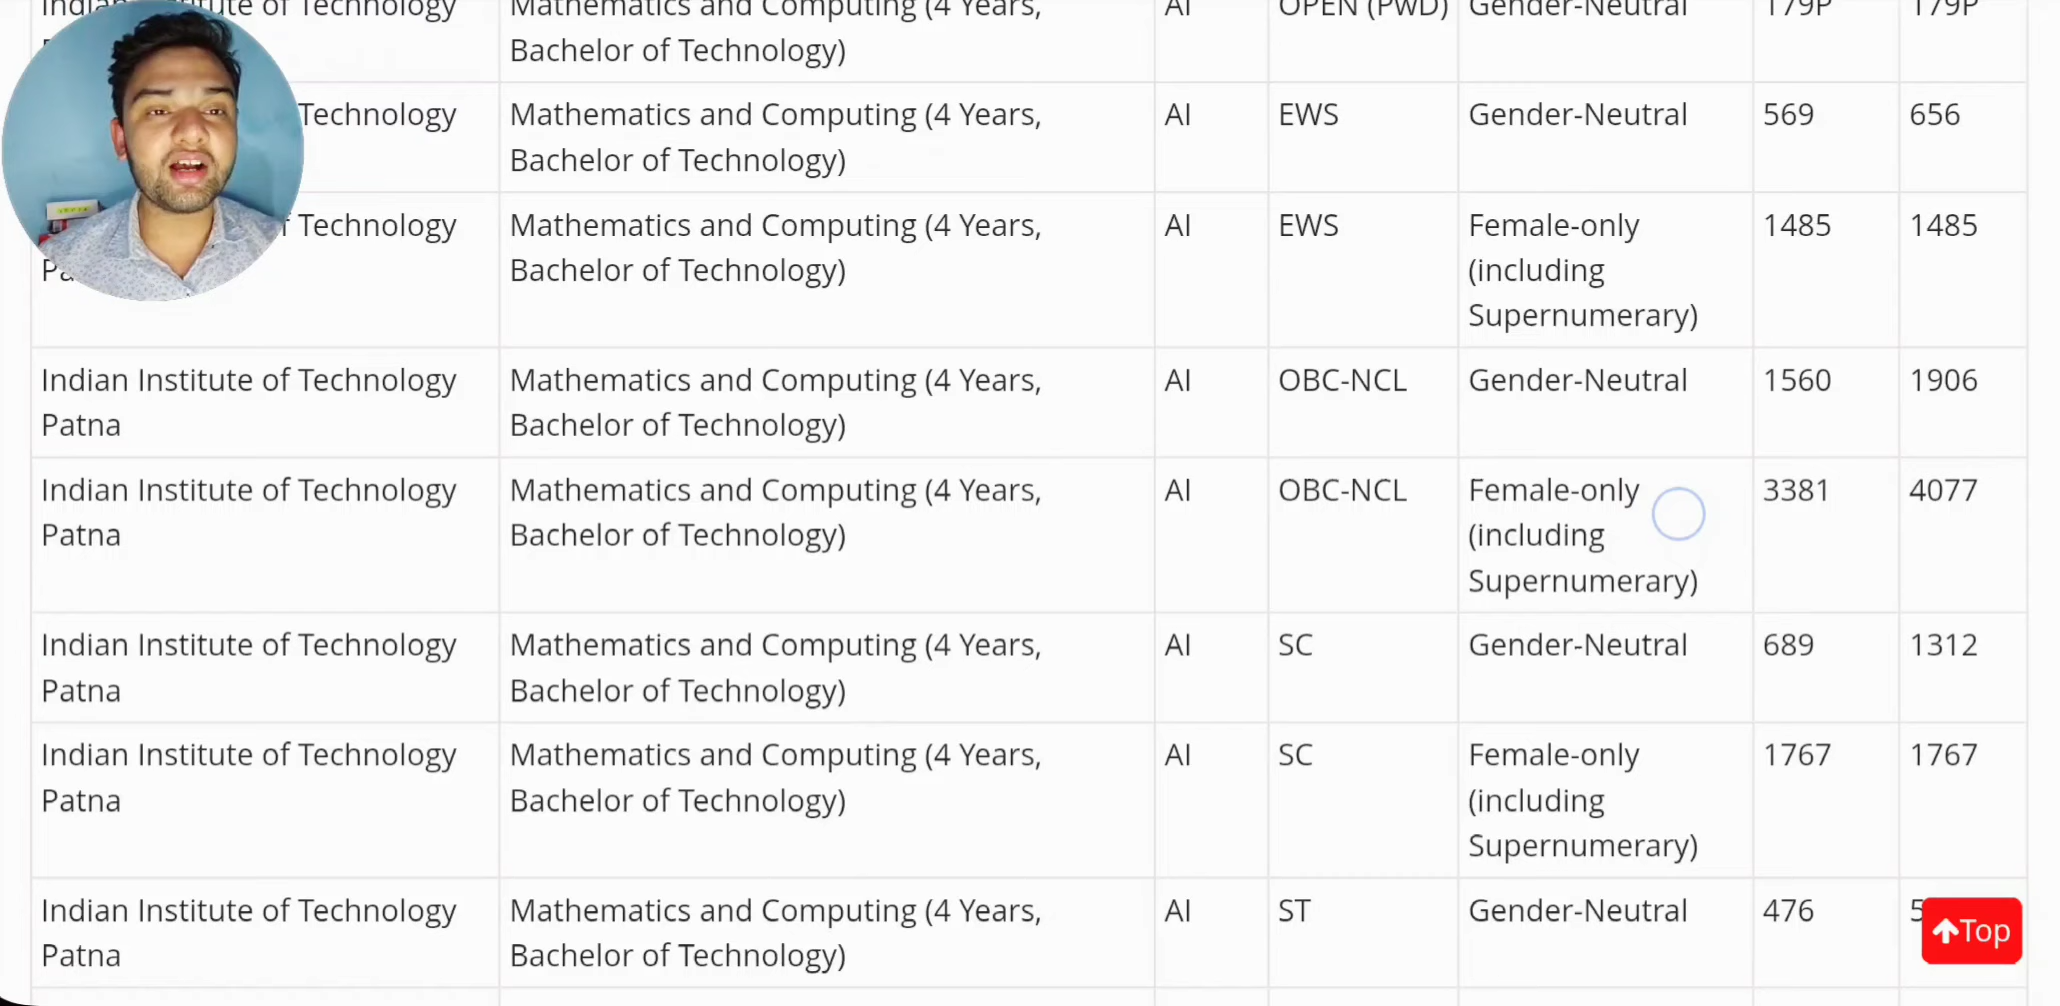 Mathematics and Computing (4 Years, AI OPEN (PwD) Gender-Neutral 179P 179P
Bachelor of Technology)
Technology Mathematics and Computing (4 Years, AI EWS Gender-Neutral 569 656
Bachelor of Technology)
Technology Mathematics and Computing (4 Years, AI EWS Female-only 1485 1485
Bachelor of Technology) (including
Supernumerary)
Indian Institute of Technology Mathematics and Computing (4 Years, AI OBC-NCL Gender-Neutral 1560 1906
Patna Bachelor of Technology)
Indian Institute of Technology Mathematics and Computing (4 Years, AI OBC-NCL Female-only 3381 4077
Patna Bachelor of Technology) (including
Supernumerary)
Indian Institute of Technology Mathematics and Computing (4 Years, AI SC Gender-Neutral 689 1312
Patna Bachelor of Technology)
Indian Institute of Technology Mathematics and Computing (4 Years, AI SC Female-only 1767 1767
Patna Bachelor of Technology) (including
Supernumerary)
Indian Institute of Technology Mathematics and Computing (4 Years, AI ST Gender-Neutral 476
Patna Bachelor of Technology)
Top